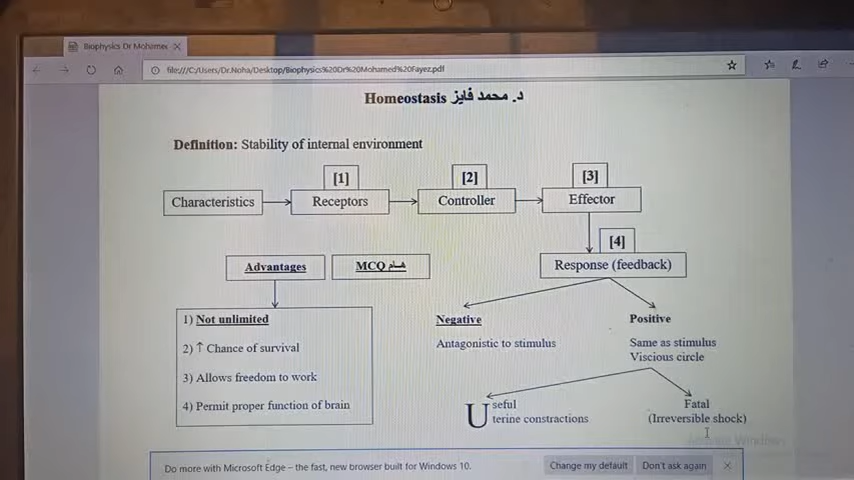 Biophysics Dr Mohame
file:///C:/Users/Dr.Noha/Desktop/Biophysics%20Dr%20Mohamed%20Fayez.pdf
Homeostasis د. محمد فايز
Definition: Stability of internal environment
[1] [2] [3]
Characteristics Receptors Controller Effector
[4]
Response (feedback)
Advantages MCQ هـام
1) Not unlimited
2) ↑ Chance of survival
3) Allows freedom to work
4) Permit proper function of brain
Negative Positive
Antagonistic to stimulus Same as stimulus
Viscious circle
Useful Fatal
Uterine constractions (Irreversible shock)
Activate Windows
Do more with Microsoft Edge – the fast, new browser built for Windows 10. Change my default Don't ask again